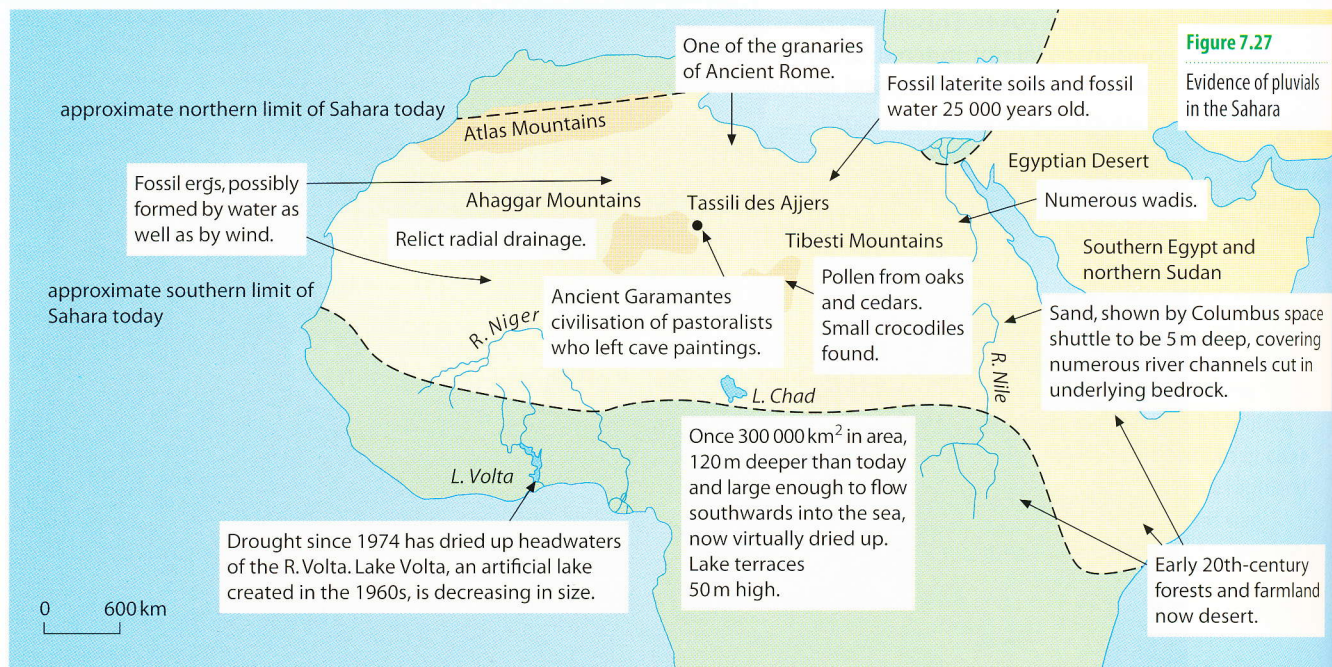 Figure 7.27
Evidence of pluvials
in the Sahara
One of the granaries
of Ancient Rome.
Fossil laterite soils and fossil
water 25 000 years old.
approximate northern limit of Sahara today
Atlas Mountains
Egyptian Desert
Fossil ergs, possibly
formed by water as
well as by wind.
Ahaggar Mountains
Tassili des Ajjers
Numerous wadis.
Relict radial drainage.
Tibesti Mountains
Southern Egypt and
northern Sudan
approximate southern limit of
Sahara today
Ancient Garamantes
civilisation of pastoralists
who left cave paintings.
Pollen from oaks
and cedars.
Small crocodiles
found.
Sand, shown by Columbus space
shuttle to be 5 m deep, covering
numerous river channels cut in
underlying bedrock.
R. Niger
R. Nile
L. Chad
Once 300 000 km² in area,
120 m deeper than today
and large enough to flow
southwards into the sea,
now virtually dried up.
Lake terraces
50 m high.
L. Volta
Drought since 1974 has dried up headwaters
of the R. Volta. Lake Volta, an artificial lake
created in the 1960s, is decreasing in size.
Early 20th-century
forests and farmland
now desert.
0 600 km